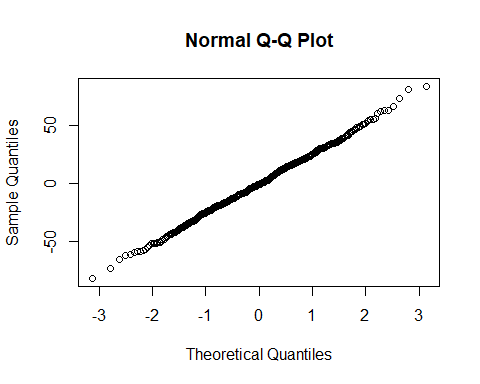 Normal Q-Q Plot
Sample Quantiles
50
0
-50
-3 -2 -1 0 1 2 3
Theoretical Quantiles